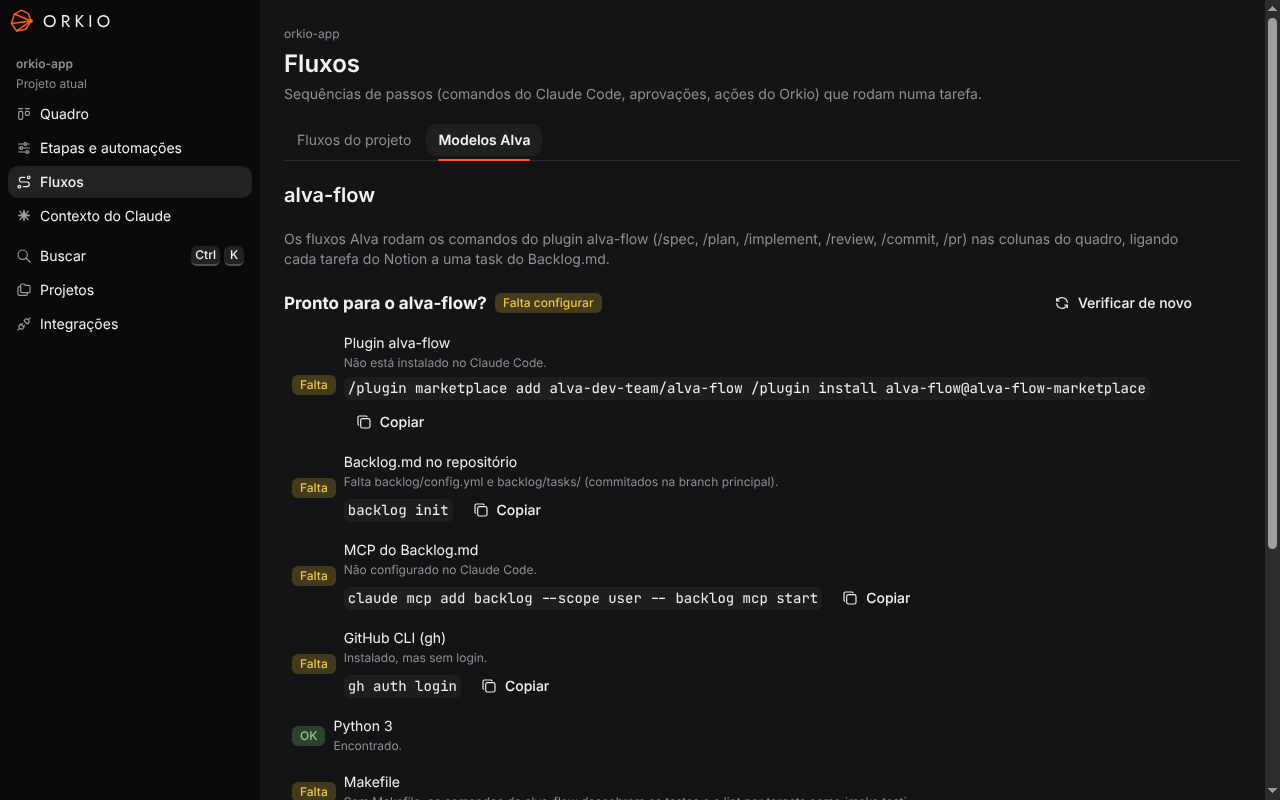 ORKIO
orkio-app
Projeto atual
Quadro
Etapas e automações
Fluxos
Contexto do Claude
Buscar Ctrl K
Projetos
Integrações
orkio-app
Fluxos
Sequências de passos (comandos do Claude Code, aprovações, ações do Orkio) que rodam numa tarefa.
Fluxos do projeto Modelos Alva
alva-flow
Os fluxos Alva rodam os comandos do plugin alva-flow (/spec, /plan, /implement, /review, /commit, /pr) nas colunas do quadro, ligando
cada tarefa do Notion a uma task do Backlog.md.
Pronto para o alva-flow? Falta configurar Verificar de novo
Plugin alva-flow
Não está instalado no Claude Code.
Falta /plugin marketplace add alva-dev-team/alva-flow /plugin install alva-flow@alva-flow-marketplace
Copiar
Backlog.md no repositório
Falta Falta backlog/config.yml e backlog/tasks/ (commitados na branch principal).
backlog init Copiar
MCP do Backlog.md
Falta Não configurado no Claude Code.
claude mcp add backlog --scope user -- backlog mcp start Copiar
GitHub CLI (gh)
Falta Instalado, mas sem login.
gh auth login Copiar
Python 3
OK Encontrado.
Makefile
Falta